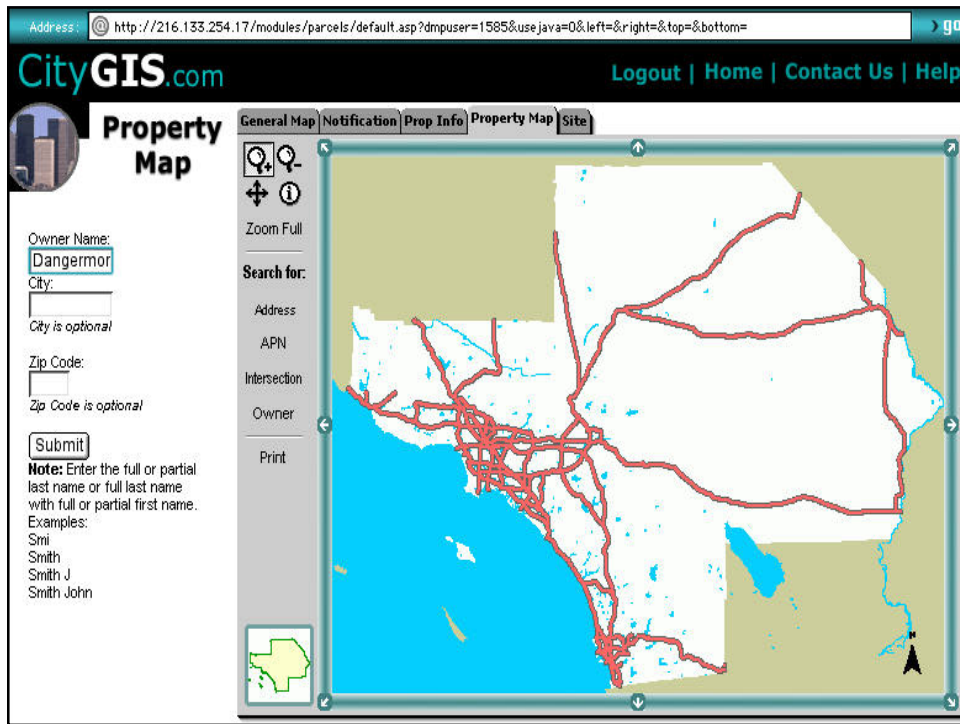 Address: http://216.133.254.17/modules/parcels/default.asp?dmpuser=1585&usejava=0&left=&right=&top=&bottom= go
CityGIS.com
Logout | Home | Contact Us | Help
Property
Map
General Map Notification Prop Info Property Map Site
Owner Name:
Dangermor
City:
City is optional
Zip Code:
Zip Code is optional
Submit
Note: Enter the full or partial
last name or full last name
with full or partial first name.
Examples:
Smi
Smith
Smith J
Smith John
Zoom Full
Search for:
Address
APN
Intersection
Owner
Print
N